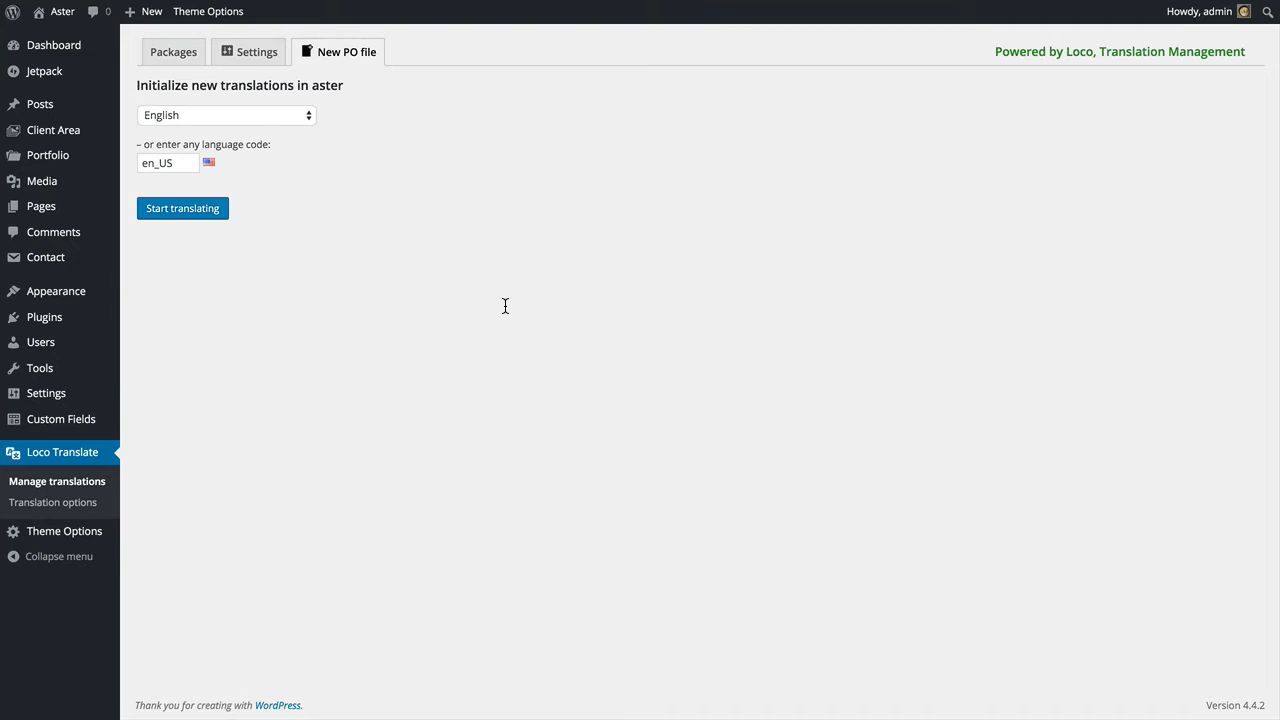 Aster 0 New Theme Options Howdy, admin
Dashboard
Jetpack
Posts
Client Area
Portfolio
Media
Pages
Comments
Contact
Appearance
Plugins
Users
Tools
Settings
Custom Fields
Loco Translate
Manage translations
Translation options
Theme Options
Collapse menu
Packages Settings New PO file Powered by Loco, Translation Management
Initialize new translations in aster
English
– or enter any language code:
en_US
Start translating
Thank you for creating with WordPress. Version 4.4.2